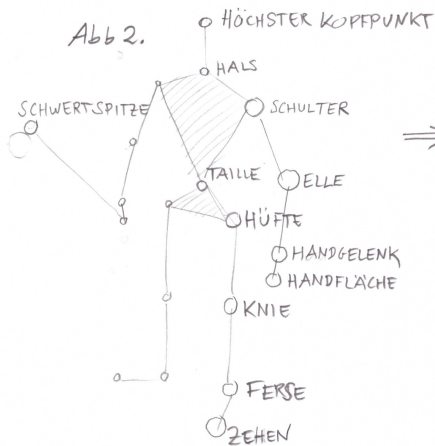 Abb 2.
HÖCHSTER KOPFPUNKT
HALS
SCHWERTSPITZE
SCHULTER
TAILLE
ELLE
HÜFTE
HANDGELENK
HANDFLÄCHE
KNIE
FERSE
ZEHEN